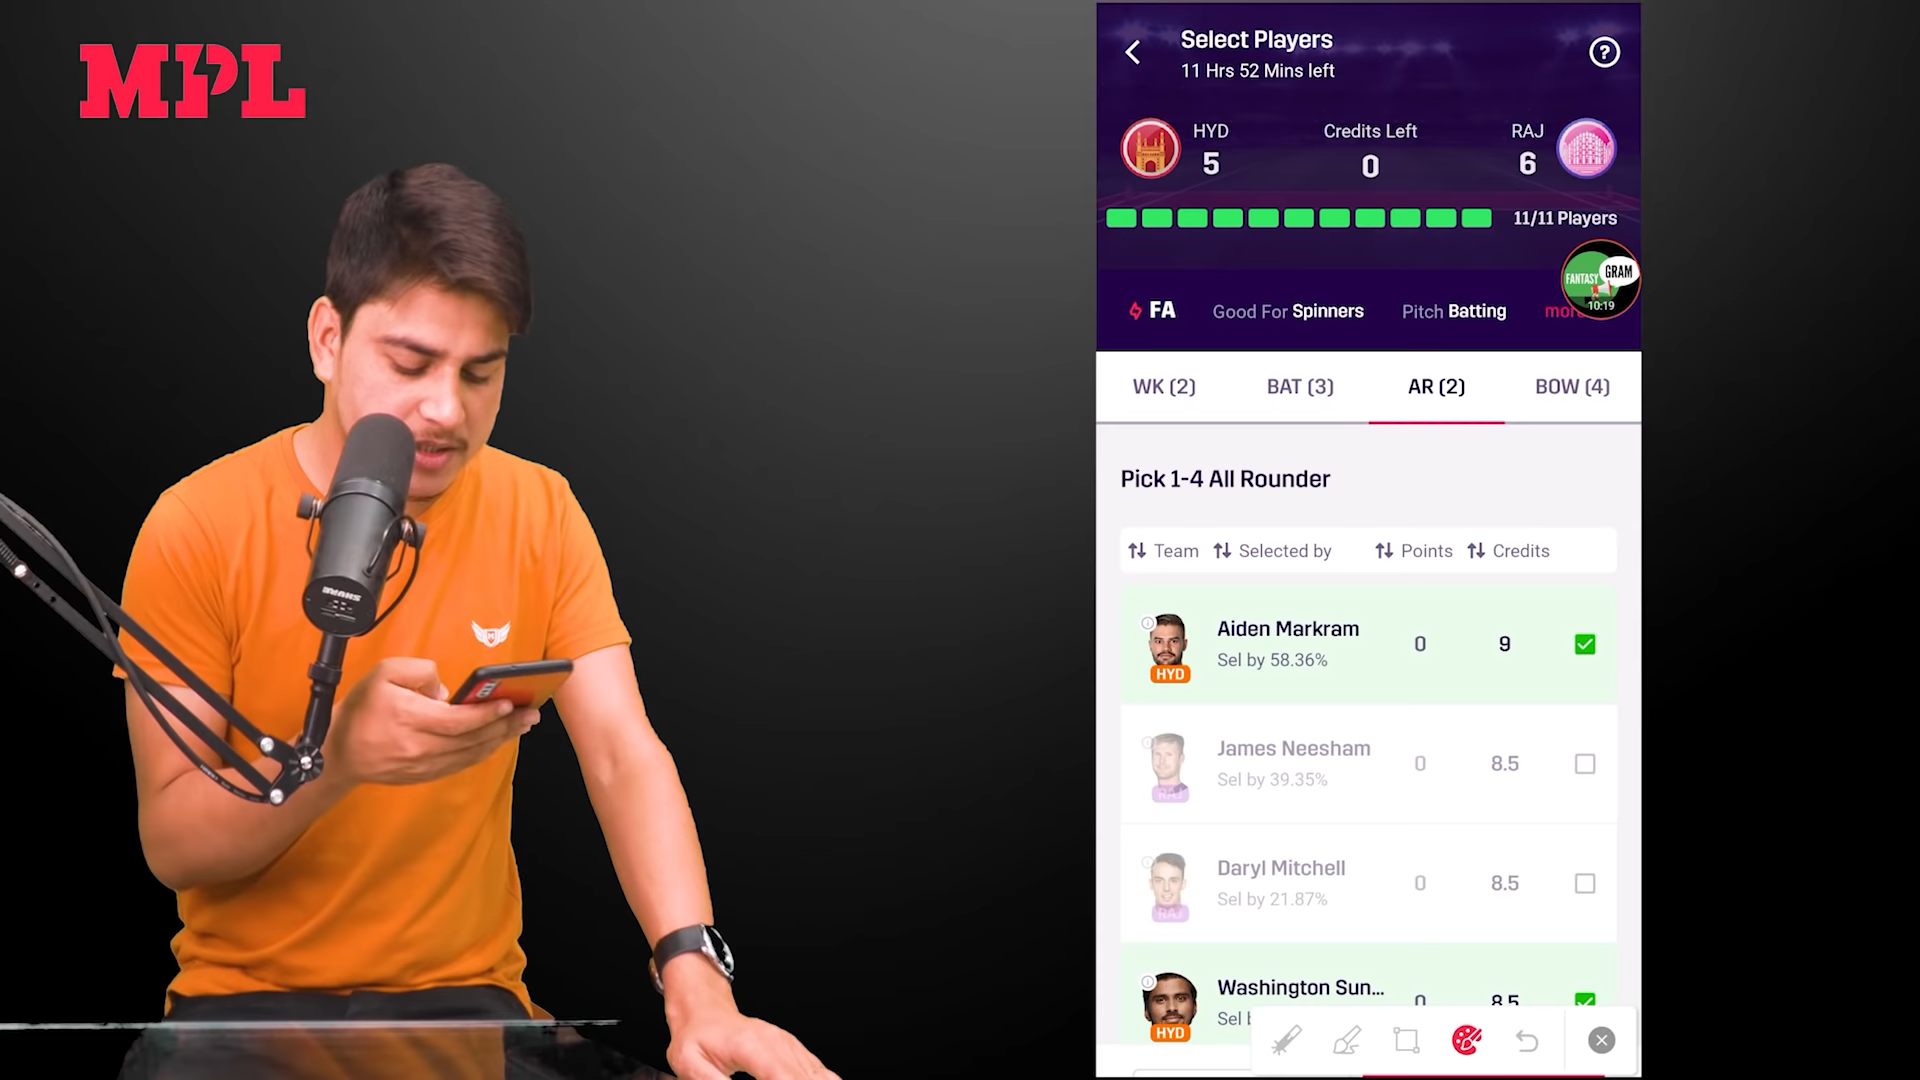 MPL
SHURE
Select Players
11 Hrs 52 Mins left
?
HYD
5
Credits Left
0
RAJ
6
11/11 Players
FANTASY GRAM
10:19
FA
Good For Spinners
Pitch Batting
WK (2)
BAT (3)
AR (2)
BOW (4)
Pick 1-4 All Rounder
Team Selected by Points Credits
Aiden Markram
Sel by 58.36%
0
9
HYD
James Neesham
Sel by 39.35%
0
8.5
RAJ
Daryl Mitchell
Sel by 21.87%
0
8.5
RAJ
Washington Sun...
0
8.5
Sel
HYD